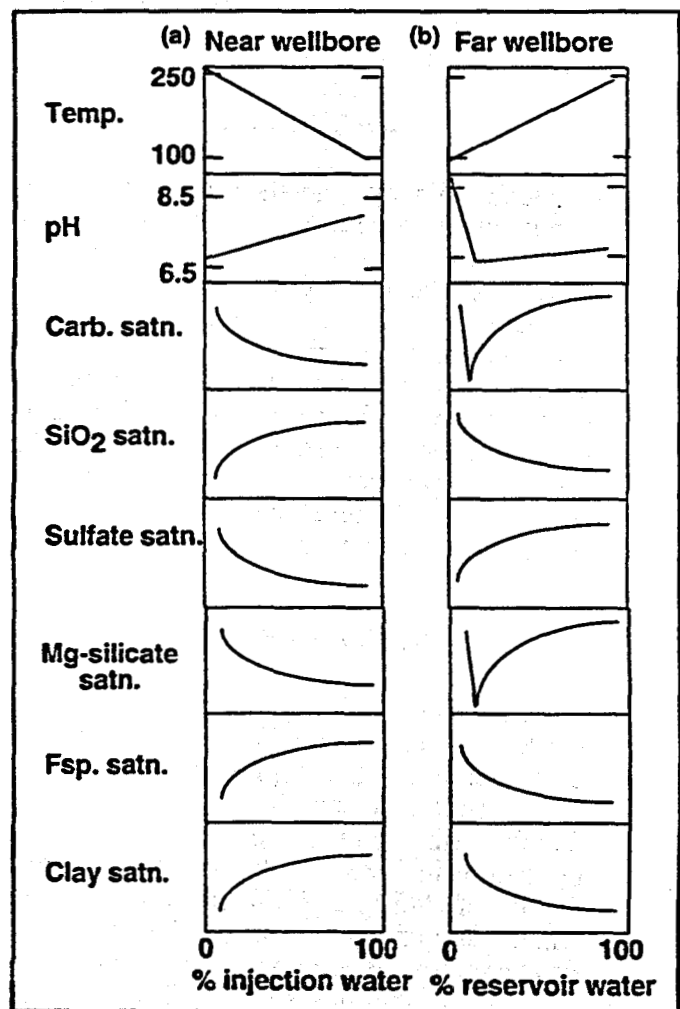 (a) Near wellbore (b) Far wellbore
Temp.
250
100
pH
8.5
6.5
Carb. satn.
SiO₂ satn.
Sulfate satn.
Mg-silicate
satn.
Fsp. satn.
Clay satn.
0 100 0 100
% injection water % reservoir water